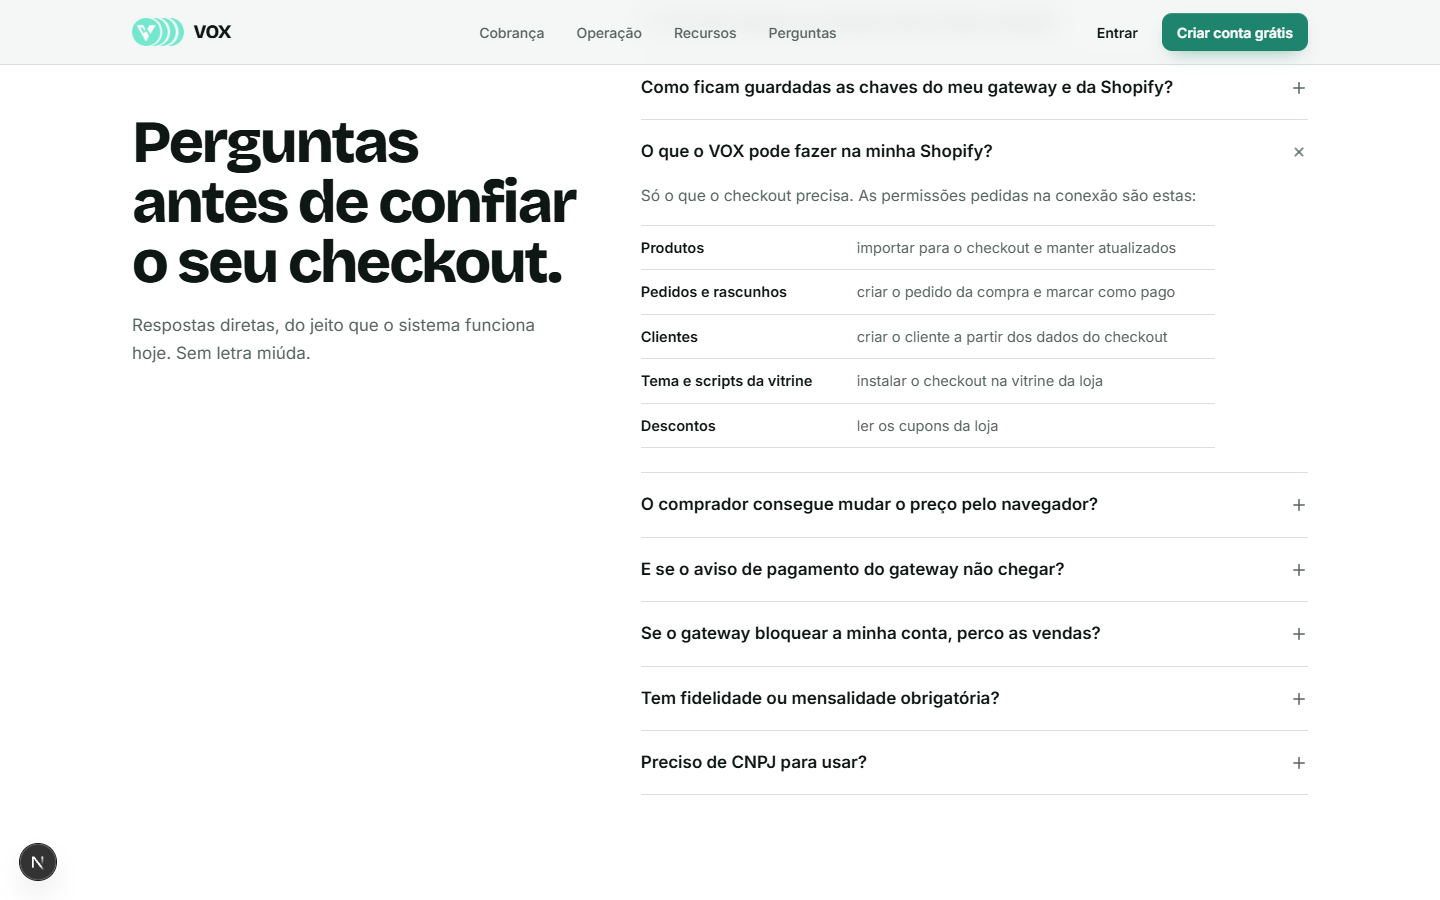 VOX
Cobrança
Operação
Recursos
Perguntas
Entrar
Criar conta grátis
Perguntas
antes de confiar
o seu checkout.
Respostas diretas, do jeito que o sistema funciona
hoje. Sem letra miúda.
Como ficam guardadas as chaves do meu gateway e da Shopify?
O que o VOX pode fazer na minha Shopify?
Só o que o checkout precisa. As permissões pedidas na conexão são estas:
Produtos importar para o checkout e manter atualizados
Pedidos e rascunhos criar o pedido da compra e marcar como pago
Clientes criar o cliente a partir dos dados do checkout
Tema e scripts da vitrine instalar o checkout na vitrine da loja
Descontos ler os cupons da loja
O comprador consegue mudar o preço pelo navegador?
E se o aviso de pagamento do gateway não chegar?
Se o gateway bloquear a minha conta, perco as vendas?
Tem fidelidade ou mensalidade obrigatória?
Preciso de CNPJ para usar?